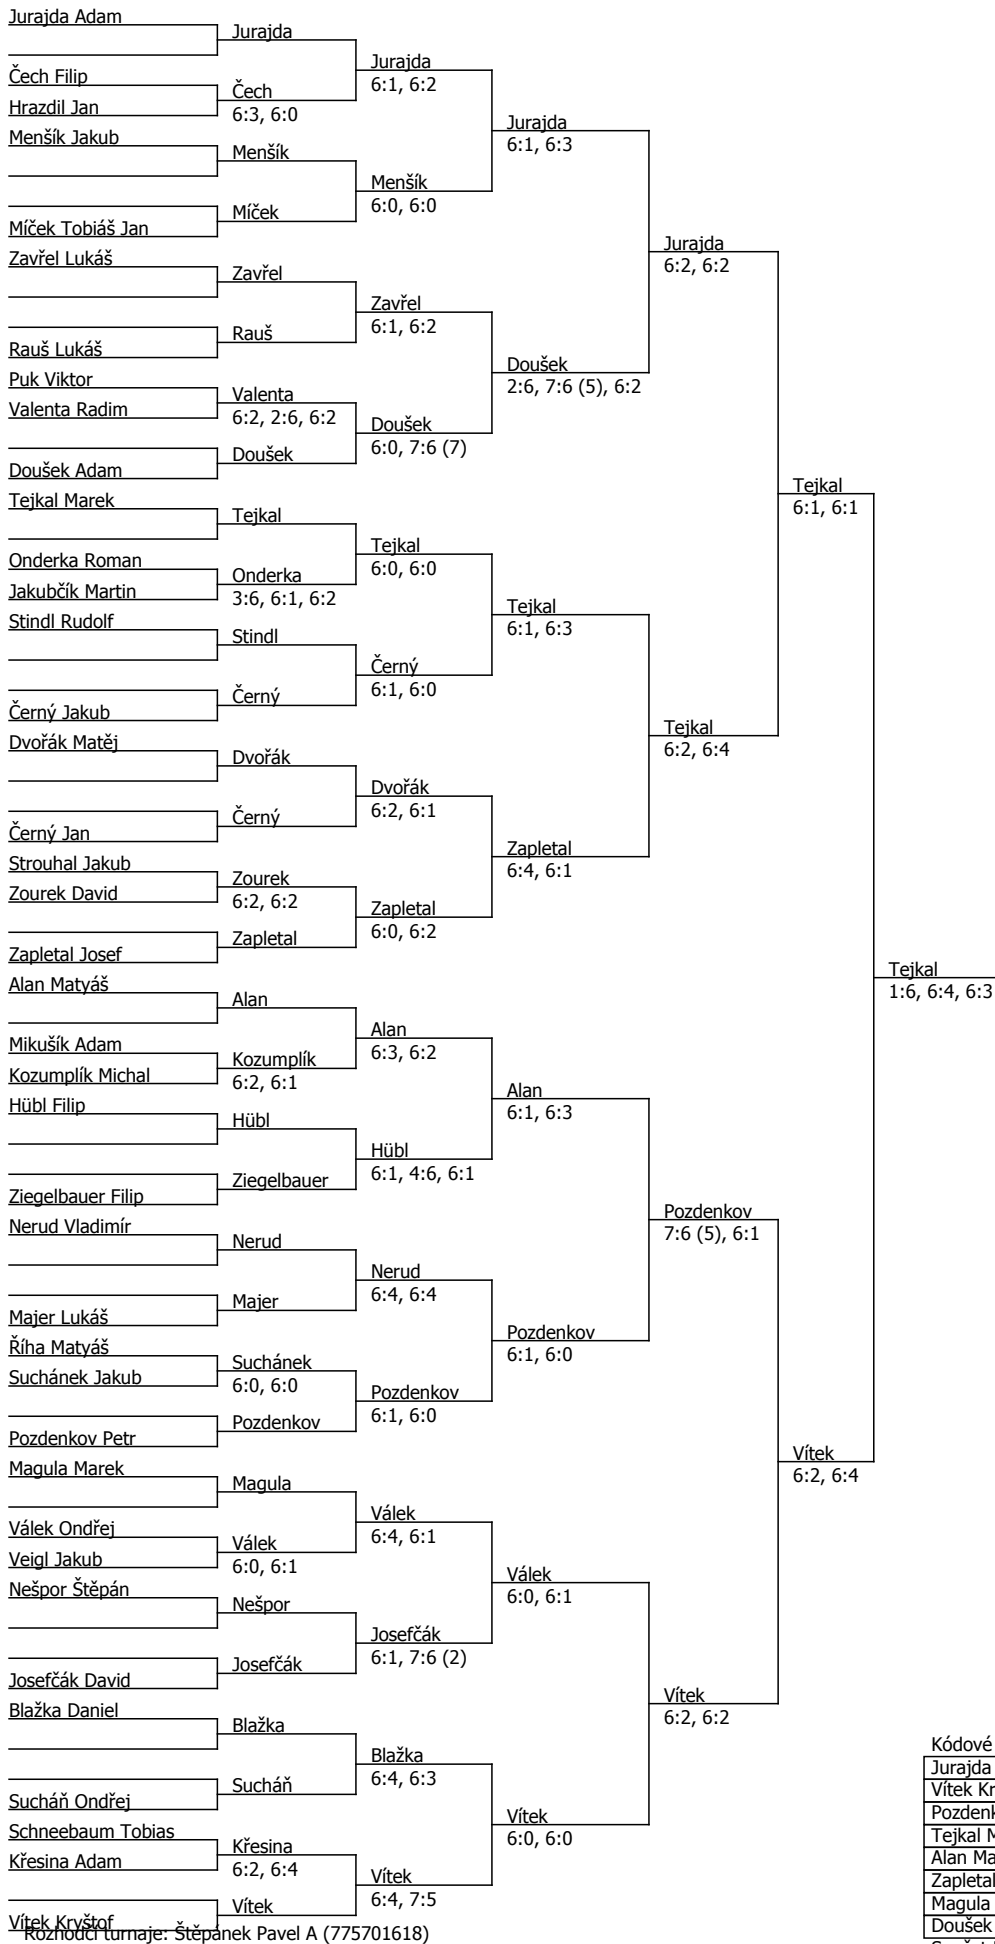 Jurajda Adam
Jurajda
Jurajda
6:1, 6:2
Čech Filip
Čech
6:3, 6:0
Hrazdil Jan
Jurajda
6:1, 6:3
Menšík Jakub
Menšík
Menšík
6:0, 6:0
Míček
Míček Tobiáš Jan
Jurajda
6:2, 6:2
Zavřel Lukáš
Zavřel
Zavřel
6:1, 6:2
Rauš
Rauš Lukáš
Doušek
2:6, 7:6 (5), 6:2
Puk Viktor
Valenta
6:2, 2:6, 6:2
Valenta Radim
Doušek
6:0, 7:6 (7)
Doušek
Doušek Adam
Tejkal
6:1, 6:1
Tejkal Marek
Tejkal
Tejkal
6:0, 6:0
Onderka Roman
Onderka
3:6, 6:1, 6:2
Jakubčík Martin
Tejkal
6:1, 6:3
Stindl Rudolf
Stindl
Černý
6:1, 6:0
Černý
Černý Jakub
Tejkal
6:2, 6:4
Dvořák Matěj
Dvořák
Dvořák
6:2, 6:1
Černý
Černý Jan
Zapletal
6:4, 6:1
Strouhal Jakub
Zourek
6:2, 6:2
Zourek David
Zapletal
6:0, 6:2
Zapletal
Zapletal Josef
Tejkal
1:6, 6:4, 6:3
Alan Matyáš
Alan
Alan
6:3, 6:2
Mikušík Adam
Kozumplík
6:2, 6:1
Kozumplík Michal
Alan
6:1, 6:3
Hübl Filip
Hübl
Hübl
6:1, 4:6, 6:1
Ziegelbauer
Ziegelbauer Filip
Pozdenkov
7:6 (5), 6:1
Nerud Vladimír
Nerud
Nerud
6:4, 6:4
Majer
Majer Lukáš
Pozdenkov
6:1, 6:0
Říha Matyáš
Suchánek
6:0, 6:0
Suchánek Jakub
Pozdenkov
6:1, 6:0
Pozdenkov
Pozdenkov Petr
Vítek
6:2, 6:4
Magula Marek
Magula
Válek
6:4, 6:1
Válek Ondřej
Válek
6:0, 6:1
Veigl Jakub
Válek
6:0, 6:1
Nešpor Štěpán
Nešpor
Josefčák
6:1, 7:6 (2)
Josefčák
Josefčák David
Vítek
6:2, 6:2
Blažka Daniel
Blažka
Blažka
6:4, 6:3
Sucháň
Sucháň Ondřej
Vítek
6:0, 6:0
Schneebaum Tobias
Křesina
6:2, 6:4
Křesina Adam
Vítek
6:4, 7:5
Vítek
Vítek Kryštof
Rozhodčí turnaje: Štěpánek Pavel A (775701618)
Kódové
Jurajda
Vítek Kr
Pozdenk
Tejkal M
Alan Ma
Zapletal
Magula
Doušek